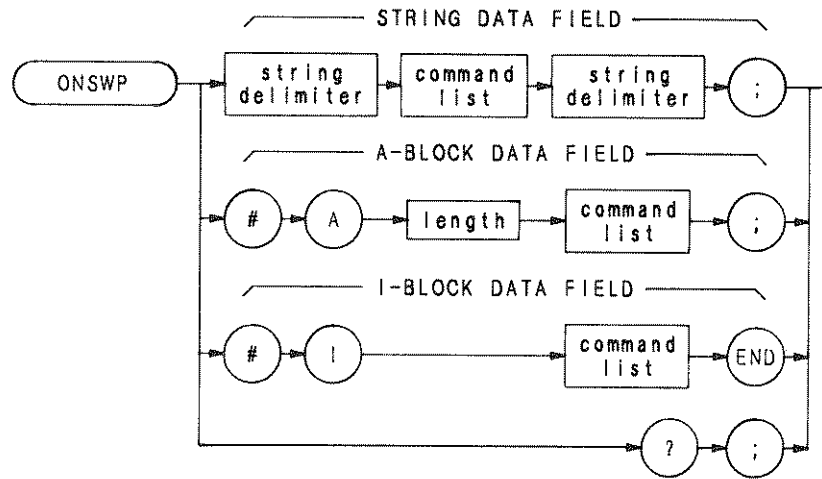 STRING DATA FIELD
ONSWP
string
delimiter
command
list
string
delimiter
;
A-BLOCK DATA FIELD
#
A
length
command
list
;
I-BLOCK DATA FIELD
#
I
command
list
END
?
;